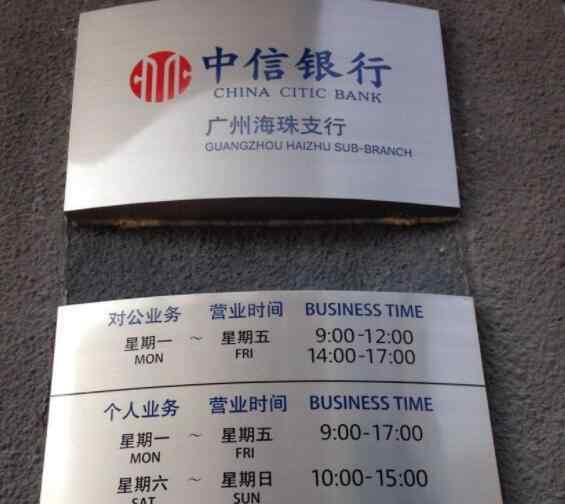 中信银行
CHINA CITIC BANK
广州海珠支行
GUANGZHOU HAIZHU SUB-BRANCH
对公业务 营业时间 BUSINESS TIME
星期一 ~ 星期五 9:00-12:00
MON FRI 14:00-17:00
个人业务 营业时间 BUSINESS TIME
星期一 ~ 星期五 9:00-17:00
MON FRI
星期六 ~ 星期日 10:00-15:00
SAT SUN